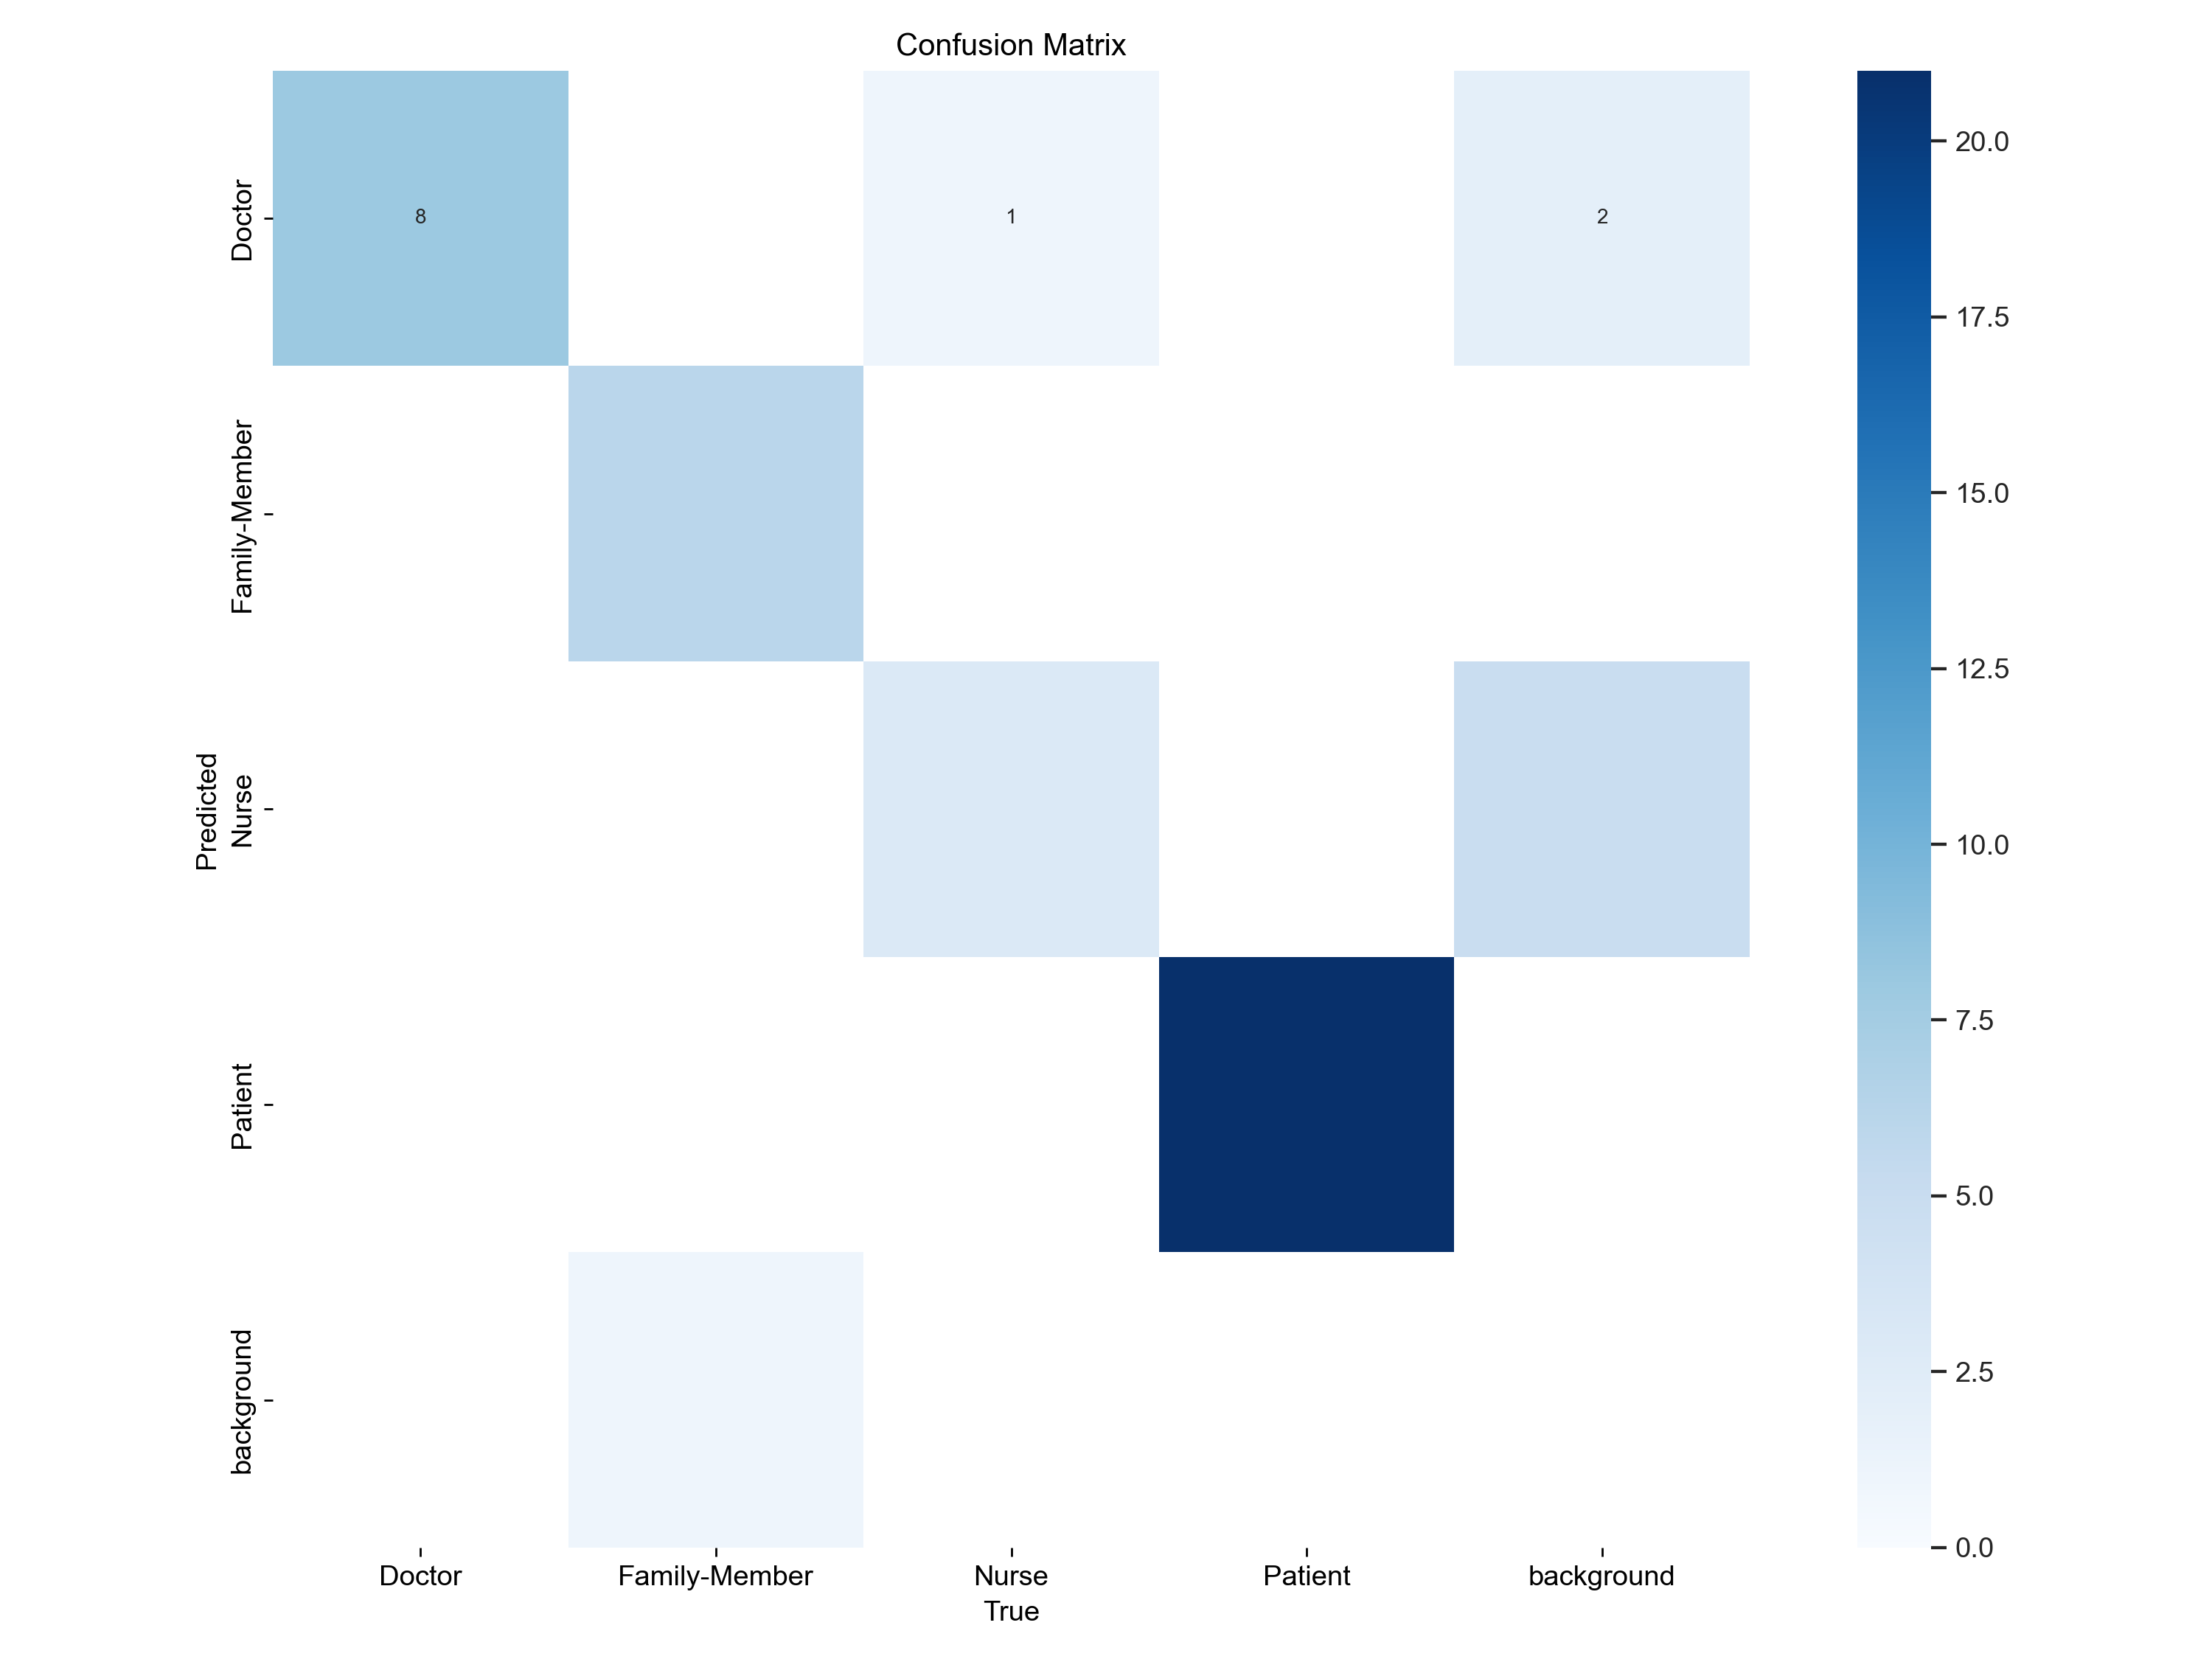 Confusion Matrix
Predicted
Doctor
8
1
2
Family-Member
Nurse
Patient
background
Doctor
Family-Member
Nurse
Patient
background
True
20.0
17.5
15.0
12.5
10.0
7.5
5.0
2.5
0.0